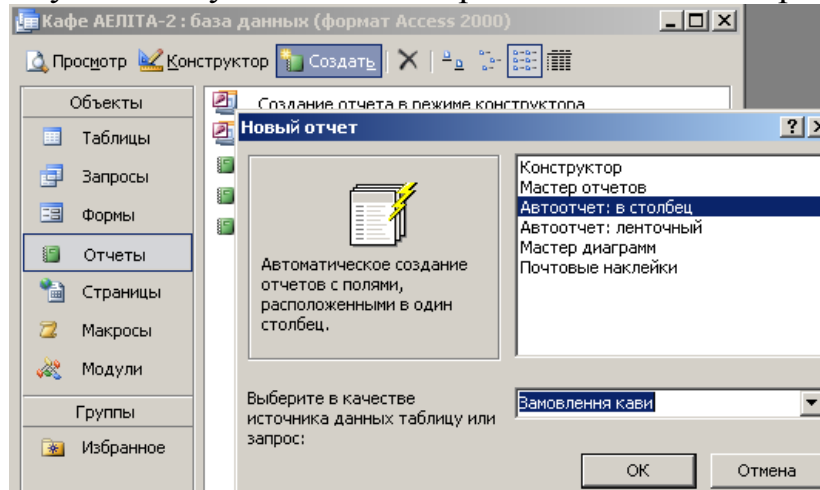 Кафе АЕЛІТА-2 : база данных (формат Access 2000)
Просмотр Конструктор Создать
Объекты
Таблицы
Запросы
Формы
Отчеты
Страницы
Макросы
Модули
Группы
Избранное
Создание отчета в режиме конструктора
Новый отчет
Автоматическое создание
отчетов с полями,
расположенными в один
столбец.
Конструктор
Мастер отчетов
Автоотчет: в столбец
Автоотчет: ленточный
Мастер диаграмм
Почтовые наклейки
Выберите в качестве
источника данных таблицу или
запрос:
Замовлення кави
ОК Отмена